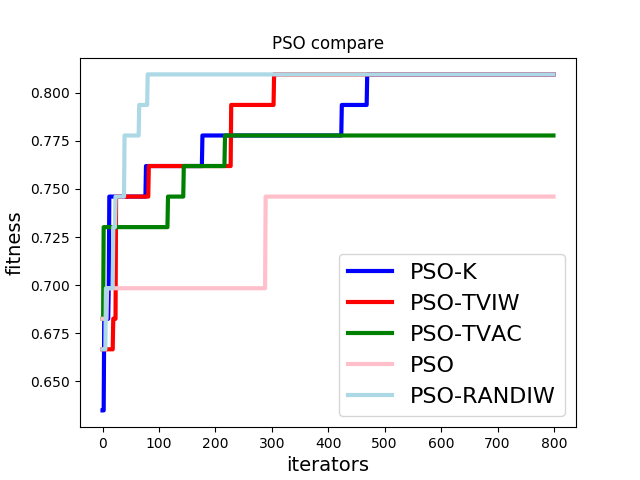 PSO compare
fitness
0.800
0.775
0.750
0.725
0.700
0.675
0.650
PSO-K
PSO-TVIW
PSO-TVAC
PSO
PSO-RANDIW
0 100 200 300 400 500 600 700 800
iterators